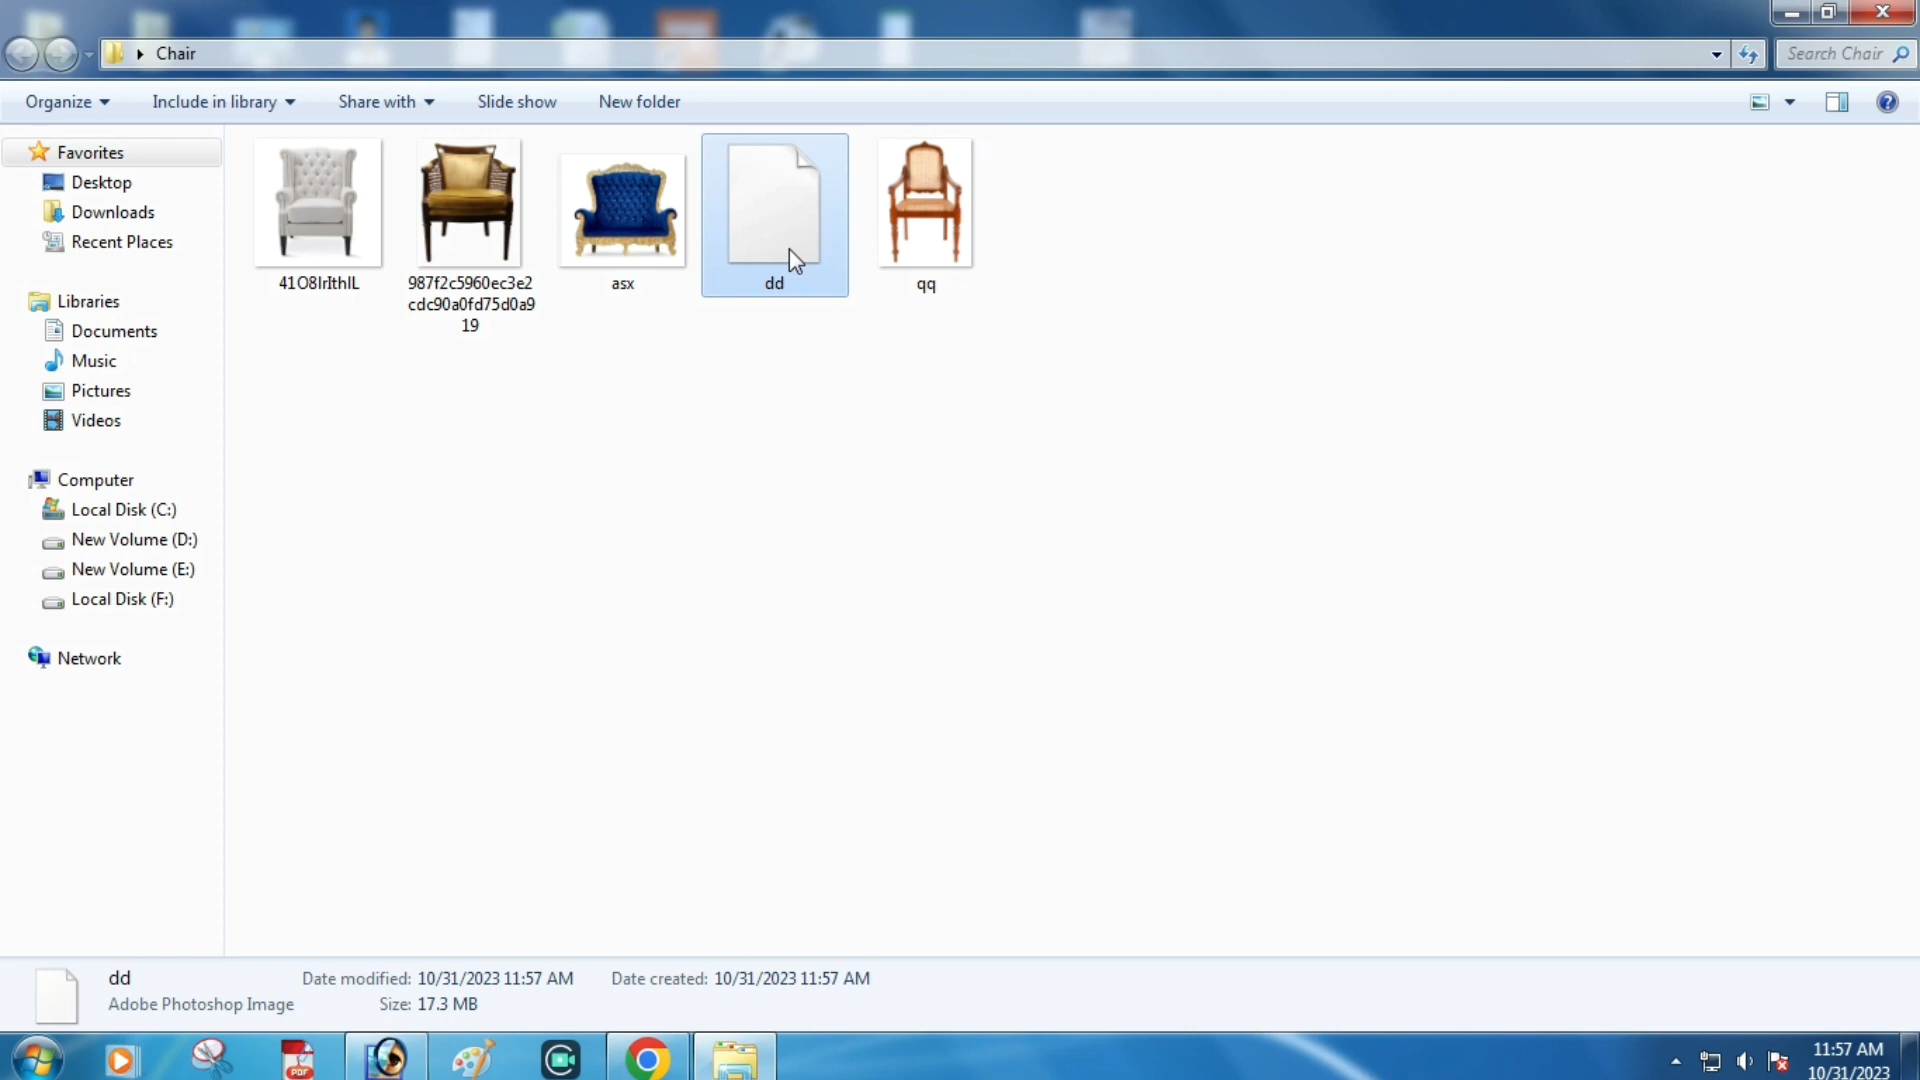 Chair
Search Chair
Organize
Include in library
Share with
Slide show
New folder
Favorites
Desktop
Downloads
Recent Places
Libraries
Documents
Music
Pictures
Videos
Computer
Local Disk (C:)
New Volume (D:)
New Volume (E:)
Local Disk (F:)
Network
41O8IrIthIL
987f2c5960ec3e2
cdc90a0fd75d0a9
19
asx
dd
qq
dd
Date modified: 10/31/2023 11:57 AM
Date created: 10/31/2023 11:57 AM
Adobe Photoshop Image
Size: 17.3 MB
PDF
11:57 AM
10/31/2023